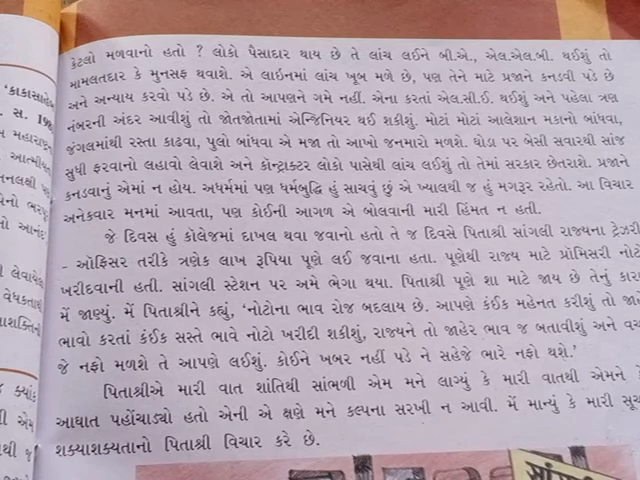 કેટલો મળવાનો હતો ? લોકો પૈસાદાર થાય છે તે લાંચ લઈને બી.એ., એલ.એલ.બી. થઈશું તો
મામલતદાર કે મુનસફ થવાશે. એ લાઇનમાં લાંચ ખૂબ મળે છે, પણ તેને માટે પ્રજાને કનડવી પડે છે
અને અન્યાય કરવો પડે છે. એ તો આપણને ગમે નહીં. એના કરતાં એલ.સી.ઈ. થઈશું અને પહેલા ત્રણ
નંબરની અંદર આવીશું તો જોતજોતામાં એન્જિનિયર થઈ શકીશું. મોટાં મોટાં આલેશાન મકાનો બાંધવા,
જંગલમાંથી રસ્તા કાઢવા, પુલો બાંધવા એ મજા તો આખો જનમારો મળશે. ઘોડા પર બેસી સવારથી સાંજ
સુધી ફરવાનો લહાવો લેવાશે અને કૉન્ટ્રાક્ટર લોકો પાસેથી લાંચ લઈશું તો તેમાં સરકાર છેતરાશે. પ્રજાને
કનડવાનું એમાં ન હોય. અધર્મમાં પણ ધર્મબુદ્ધિ હું સાચવું છું એ ખ્યાલથી જ હું મગરૂર રહેતો. આ વિચાર
અનેકવાર મનમાં આવતા, પણ કોઈની આગળ એ બોલવાની મારી હિંમત ન હતી.
જે દિવસ હું કૉલેજમાં દાખલ થવા જવાનો હતો તે જ દિવસે પિતાશ્રી સાંગલી રાજ્યના ટ્રેઝરી
- ઑફિસર તરીકે ત્રણેક લાખ રૂપિયા પૂણે લઈ જવાના હતા. પૂણેથી રાજ્ય માટે પ્રૉમિસરી નોટ
ખરીદવાની હતી. સાંગલી સ્ટેશન પર અમે ભેગા થયા. પિતાશ્રી પૂણે શા માટે જાય છે તેનું કાર
મેં જાણ્યું. મેં પિતાશ્રીને કહ્યું, ‘નોટોના ભાવ રોજ બદલાય છે. આપણે કંઈક મહેનત કરીશું તો જા
ભાવો કરતાં કંઈક સસ્તે ભાવે નોટો ખરીદી શકીશું, રાજ્યને તો જાહેર ભાવ જ બતાવીશું અને વચ
જે નફો મળશે તે આપણે લઈશું. કોઈને ખબર નહીં પડે ને સહેજે ભારે નફો થશે.’
પિતાશ્રીએ મારી વાત શાંતિથી સાંભળી એમ મને લાગ્યું કે મારી વાતથી એમને કે
આઘાત પહોંચાડ્યો હતો એની એ ક્ષણે મને કલ્પના સરખી ન આવી. મેં માન્યું કે મારી સૂચ
શક્યાશક્યતાનો પિતાશ્રી વિચાર કરે છે.